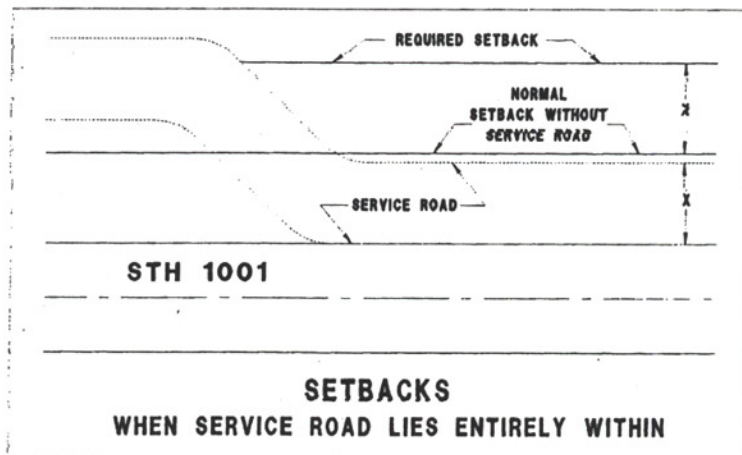 REQUIRED SETBACK
NORMAL
SETBACK WITHOUT
SERVICE ROAD
X
X
SERVICE ROAD
STH 1001
SETBACKS
WHEN SERVICE ROAD LIES ENTIRELY WITHIN